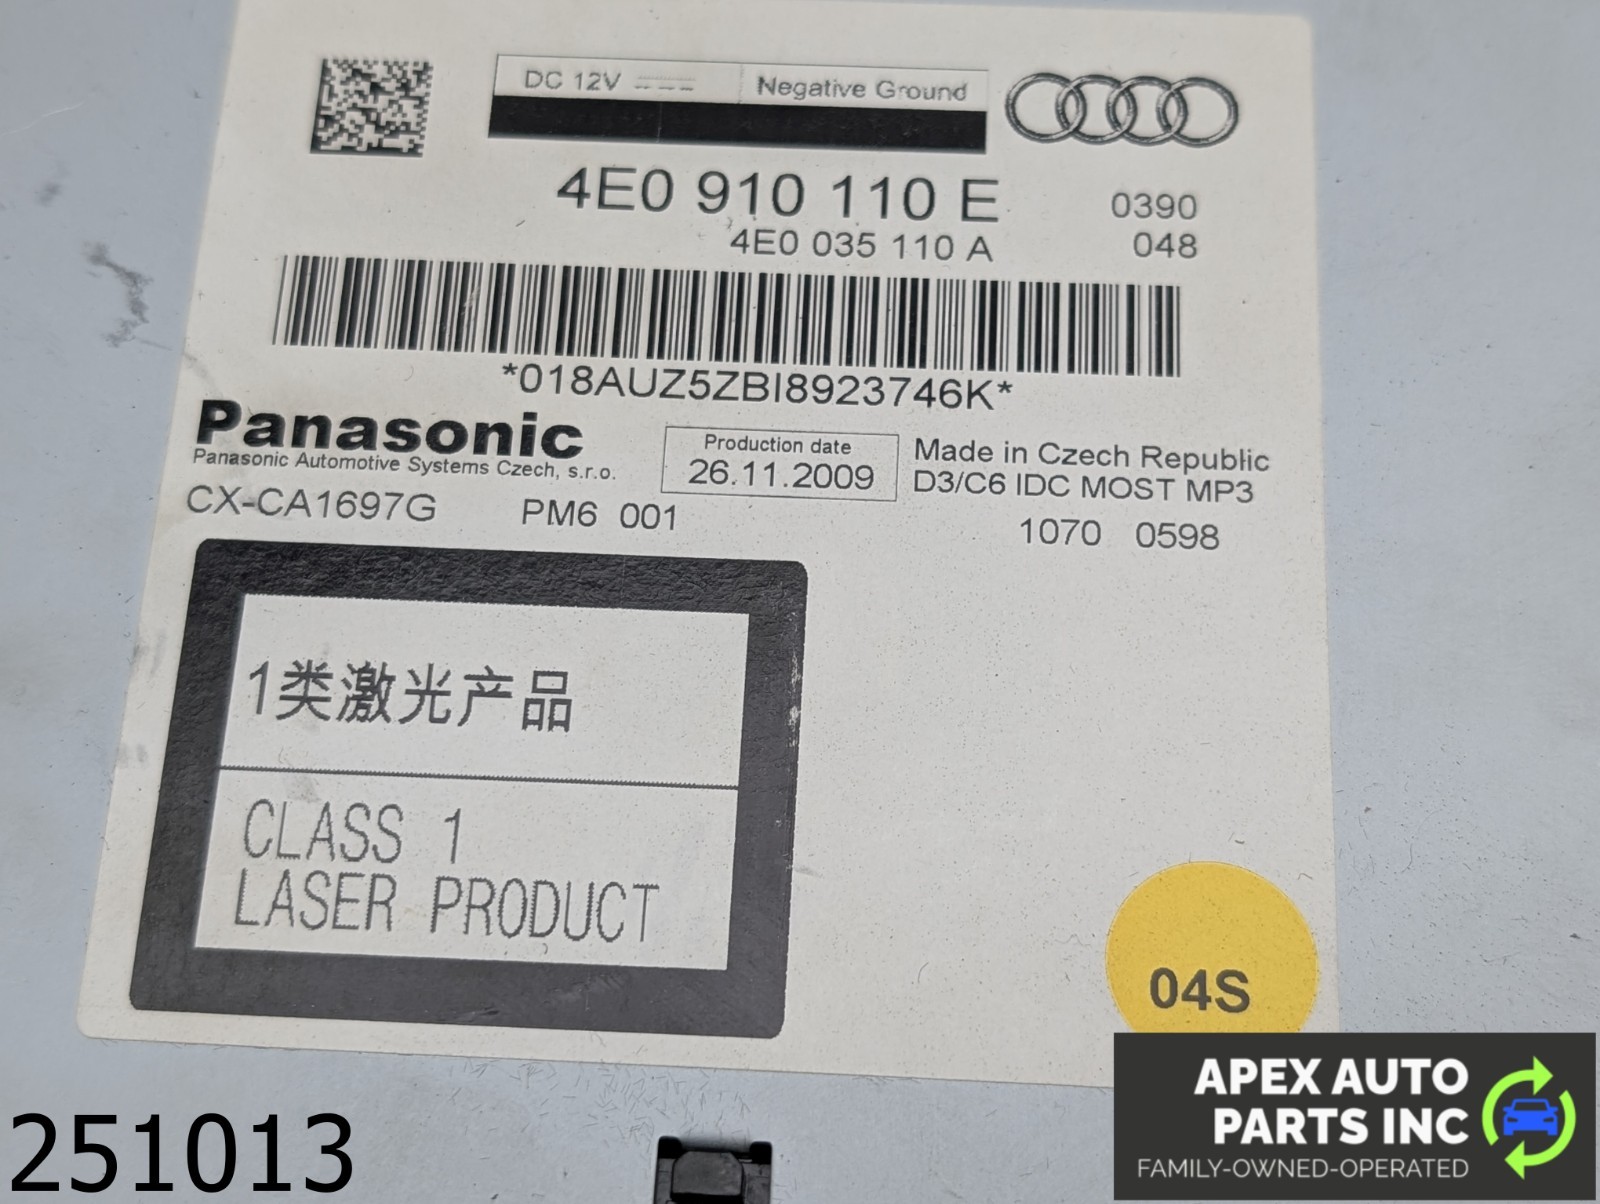 DC 12V Negative Ground
4E0 910 110 E 0390
4E0 035 110 A 048
*018AUZ5ZBI8923746K*
Panasonic
Panasonic Automotive Systems Czech, s.r.o.
CX-CA1697G PM6 001
Production date
26.11.2009
Made in Czech Republic
D3/C6 IDC MOST MP3
1070 0598
1类激光产品
CLASS 1
LASER PRODUCT
04S
251013
APEX AUTO
PARTS INC
FAMILY-OWNED-OPERATED